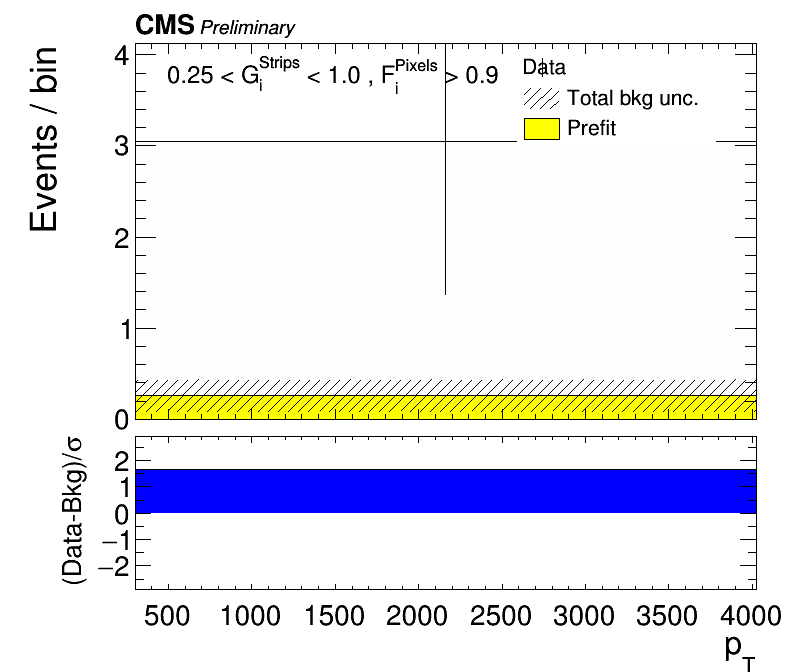 CMS Preliminary
0.25 < G_i^Strips < 1.0 , F_i^Pixels > 0.9
Data
Total bkg unc.
Prefit
Events / bin
4
3
2
1
0
(Data-Bkg)/σ
2
1
0
−1
−2
500 1000 1500 2000 2500 3000 3500 4000
p_T